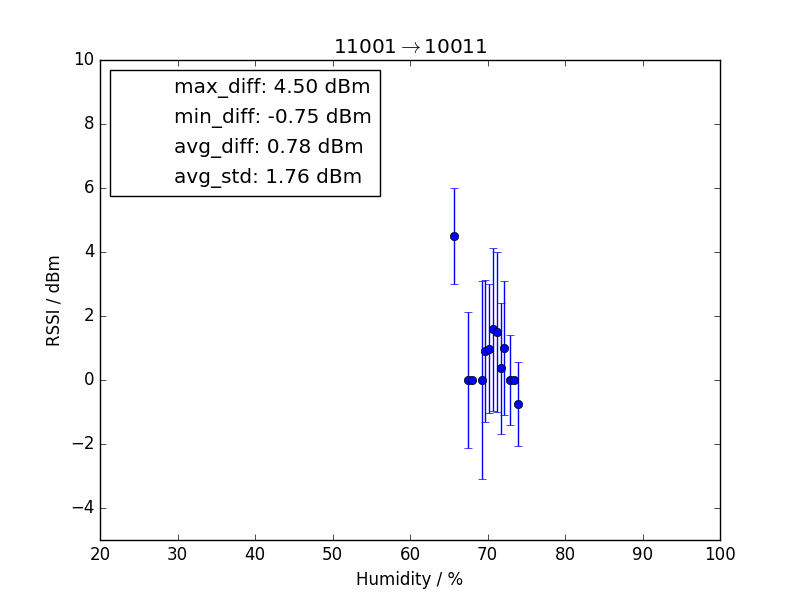 11001→10011
max_diff: 4.50 dBm
min_diff: -0.75 dBm
avg_diff: 0.78 dBm
avg_std: 1.76 dBm
RSSI / dBm
10
8
6
4
2
0
−2
−4
20 30 40 50 60 70 80 90 100
Humidity / %